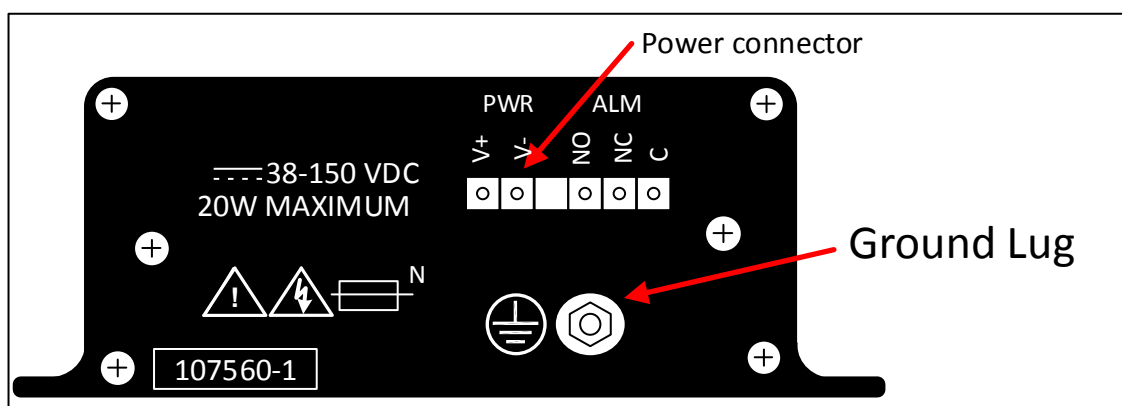 Power connector
PWR ALM
V+ V- NO NC C
38-150 VDC
20W MAXIMUM
Ground Lug
! N
107560-1